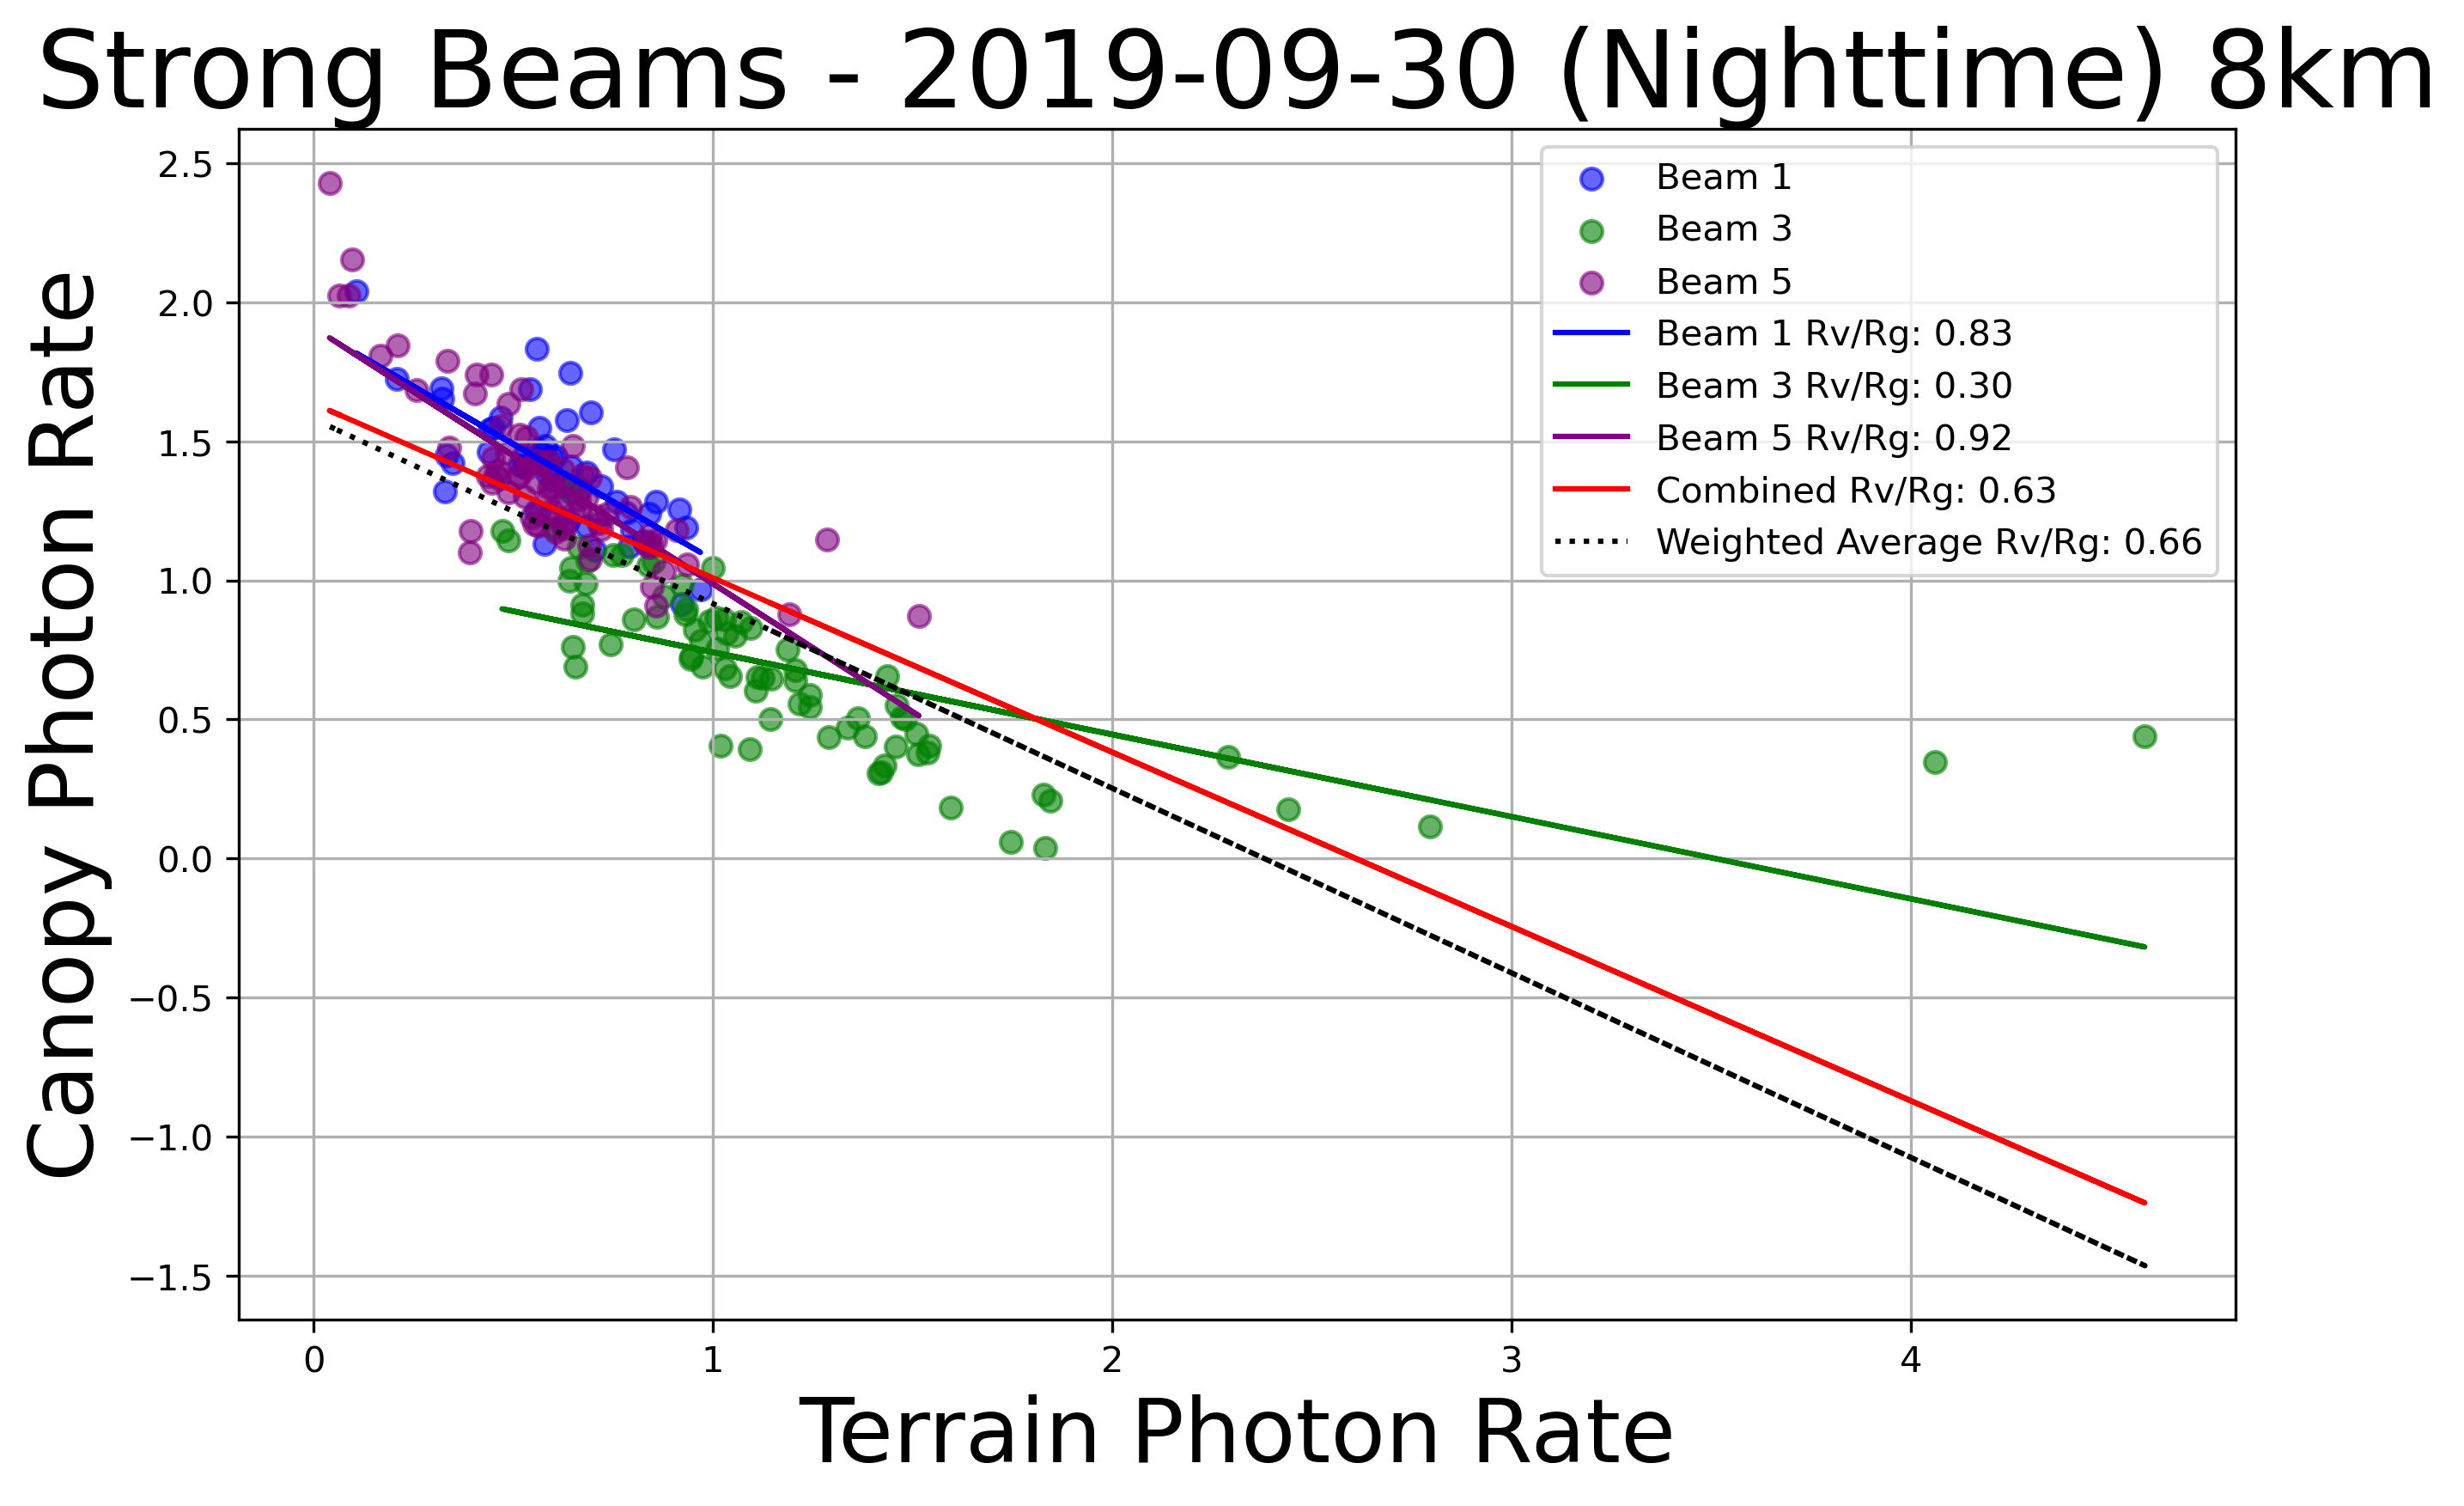 Strong Beams - 2019-09-30 (Nighttime) 8km
Canopy Photon Rate
2.5
2.0
1.5
1.0
0.5
0.0
−0.5
−1.0
−1.5
Beam 1
Beam 3
Beam 5
Beam 1 Rv/Rg: 0.83
Beam 3 Rv/Rg: 0.30
Beam 5 Rv/Rg: 0.92
Combined Rv/Rg: 0.63
Weighted Average Rv/Rg: 0.66
0 1 2 3 4
Terrain Photon Rate